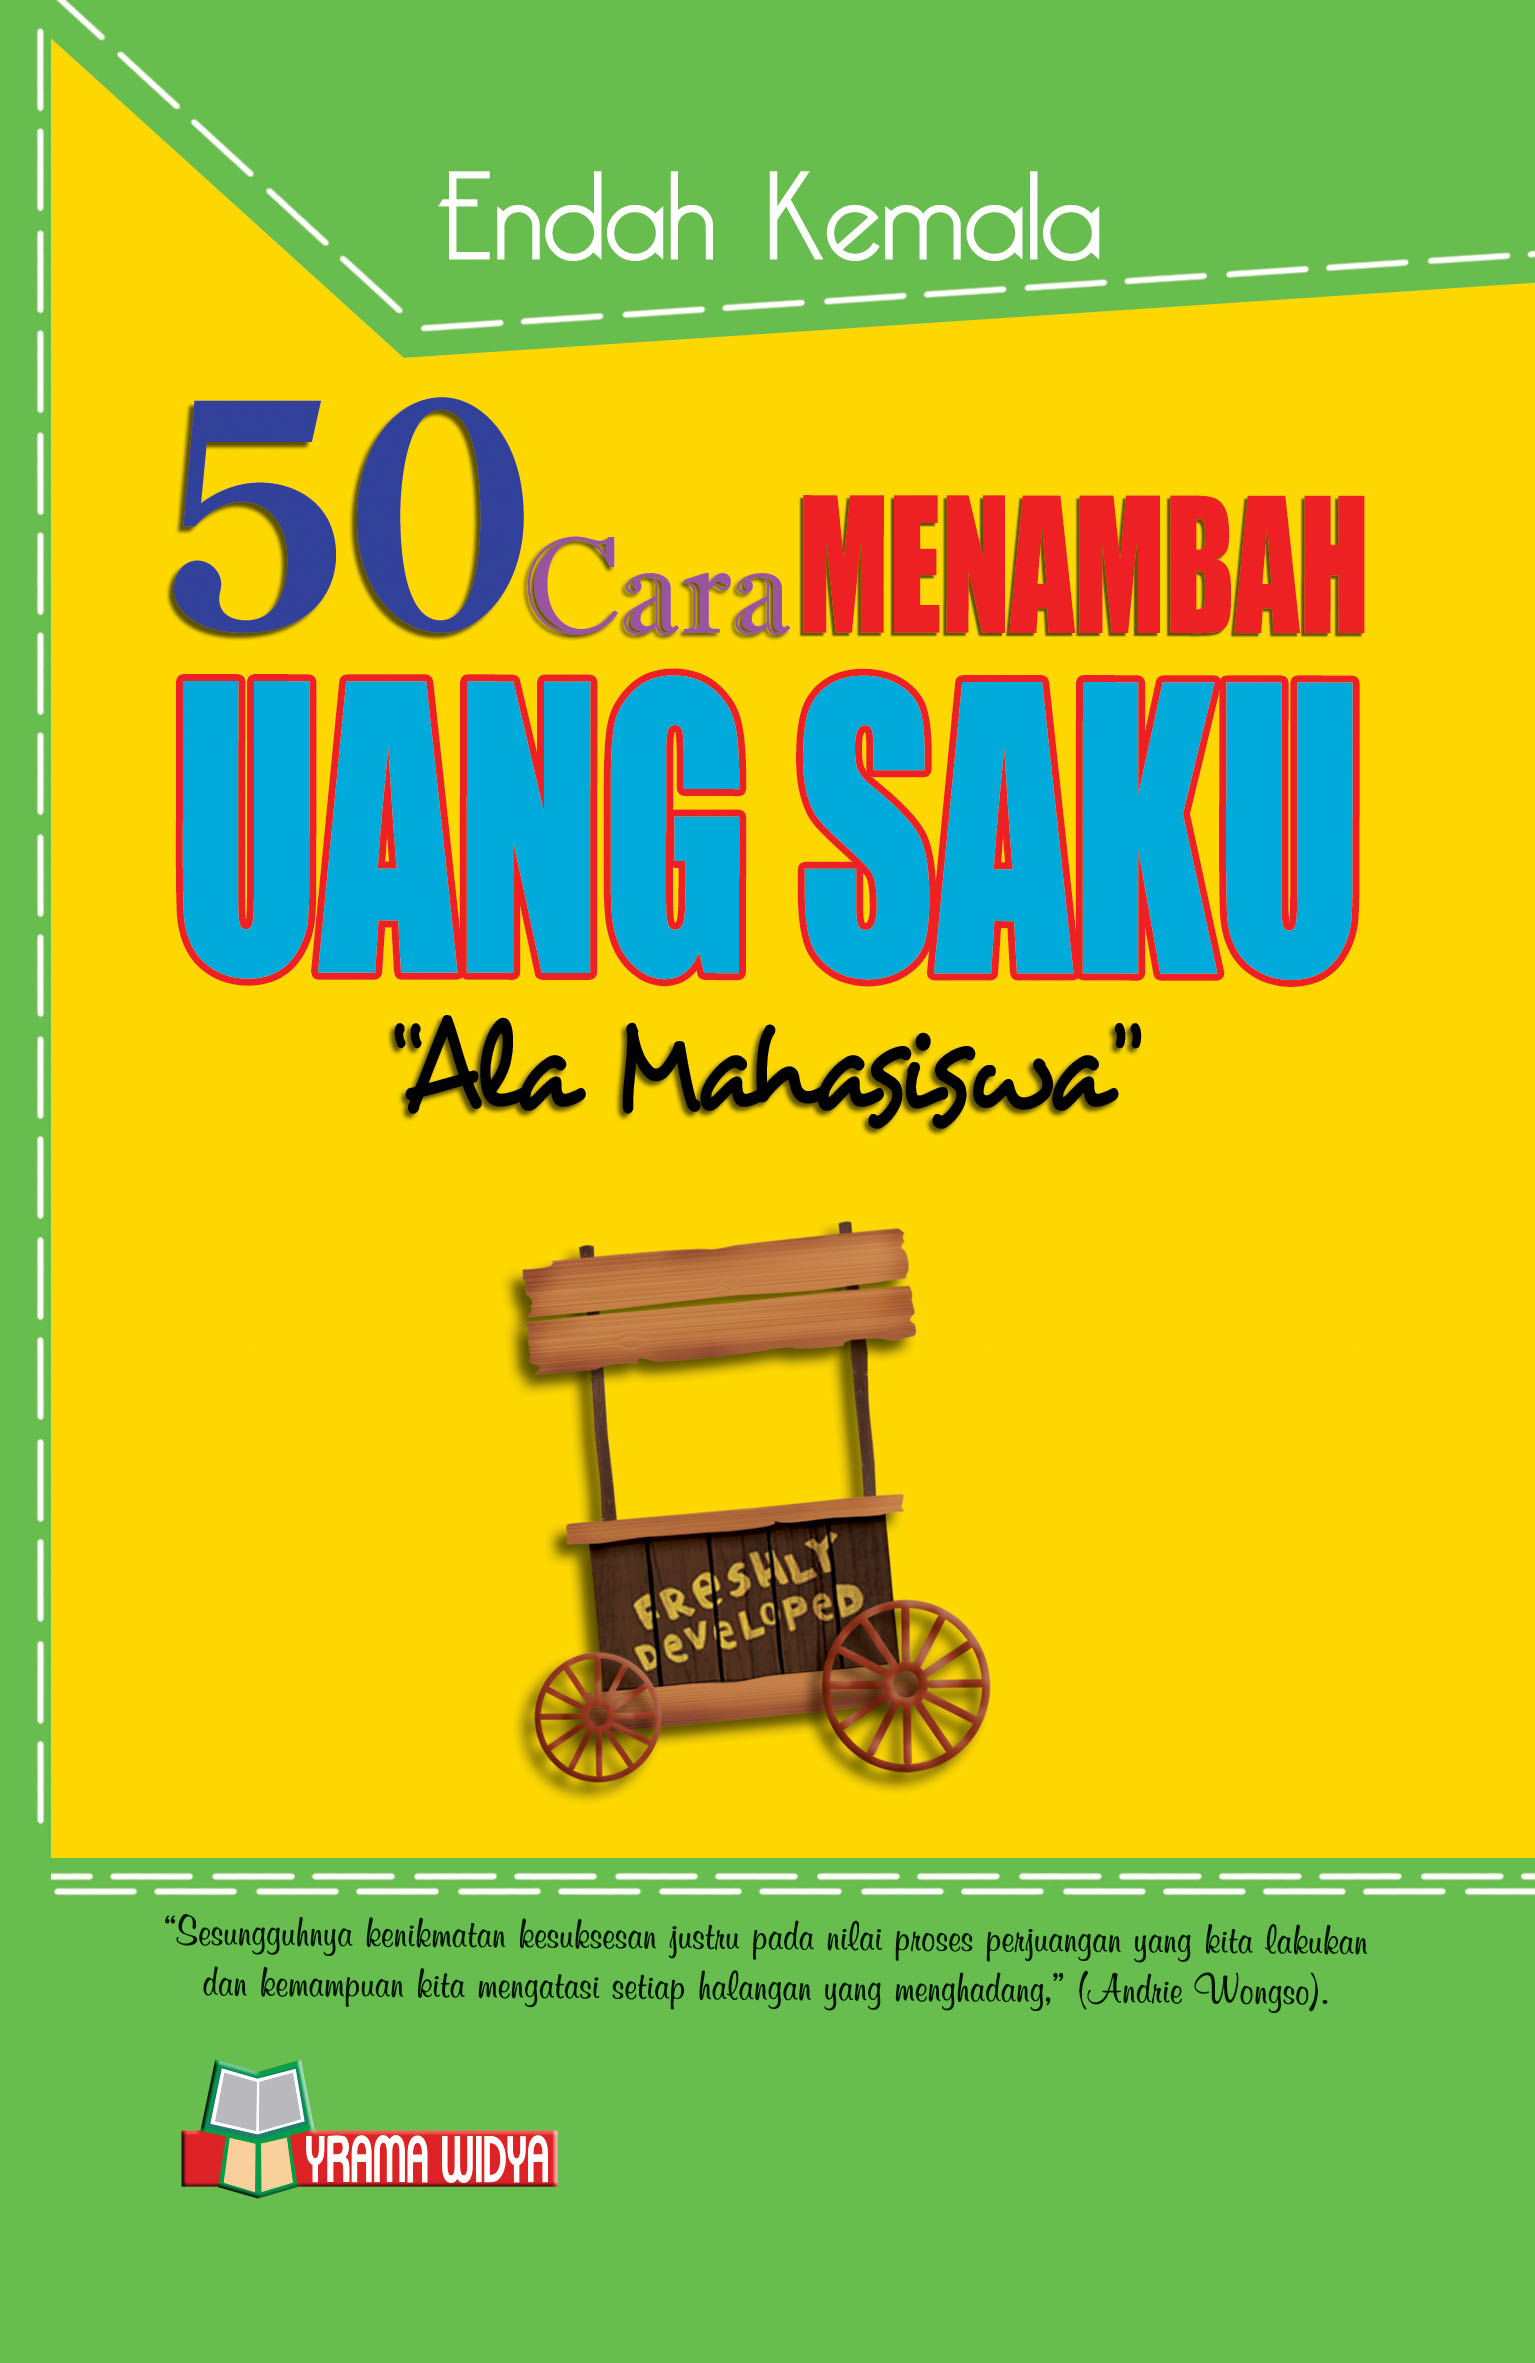 Endah Kemala
50 Cara MENAMBAH
UANG SAKU
“Ala Mahasiswa”
FReSHLY
DeVeLOPeD
“Sesungguhnya kenikmatan kesuksesan justru pada nilai proses perjuangan yang kita lakukan
dan kemampuan kita mengatasi setiap halangan yang menghadang,” (Andrie Wongso).
YRAMA WIDYA